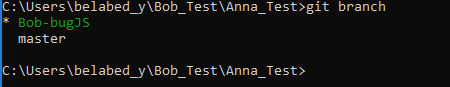 C:\Users\belabed_y\Bob_Test\Anna_Test>git branch
* Bob-bugJS
  master
C:\Users\belabed_y\Bob_Test\Anna_Test>